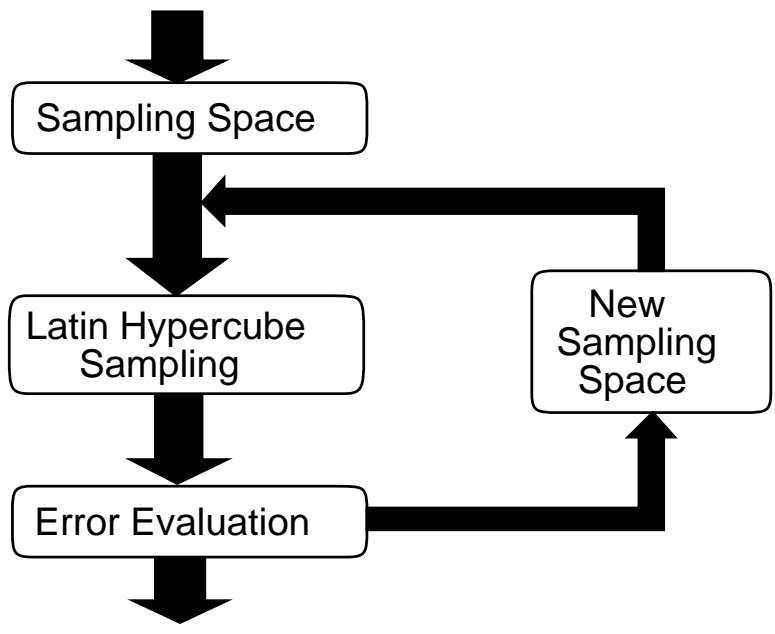 Sampling Space
Latin Hypercube
Sampling
New
Sampling
Space
Error Evaluation